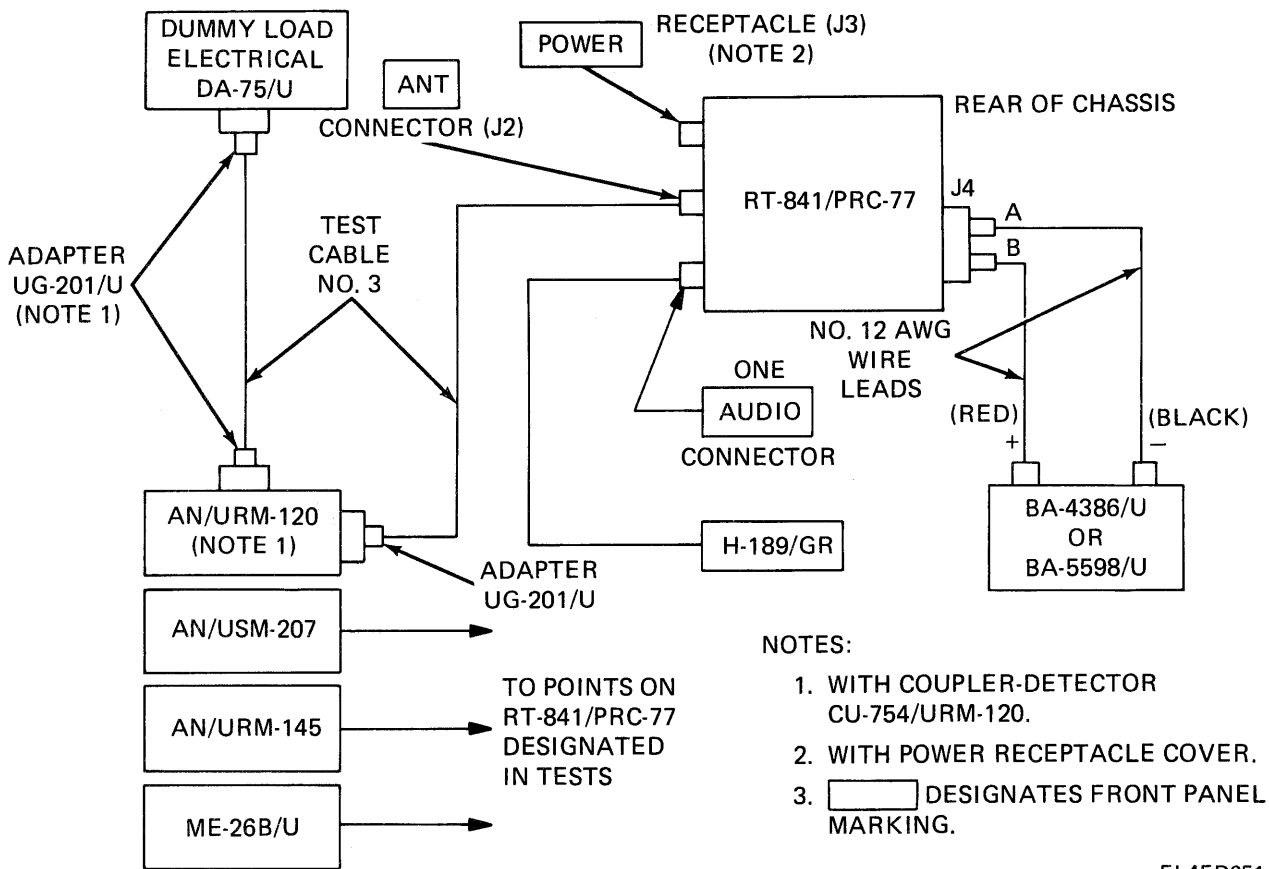 DUMMY LOAD
ELECTRICAL
DA-75/U
ANT
CONNECTOR (J2)
POWER
RECEPTACLE (J3)
(NOTE 2)
REAR OF CHASSIS
RT-841/PRC-77
J4
A
B
ADAPTER
UG-201/U
(NOTE 1)
TEST
CABLE
NO. 3
NO. 12 AWG
WIRE
LEADS
ONE
AUDIO
CONNECTOR
(RED)
+
(BLACK)
–
AN/URM-120
(NOTE 1)
ADAPTER
UG-201/U
H-189/GR
BA-4386/U
OR
BA-5598/U
AN/USM-207
AN/URM-145
ME-26B/U
TO POINTS ON
RT-841/PRC-77
DESIGNATED
IN TESTS
NOTES:
1. WITH COUPLER-DETECTOR
CU-754/URM-120.
2. WITH POWER RECEPTACLE COVER.
3. DESIGNATES FRONT PANEL
MARKING.